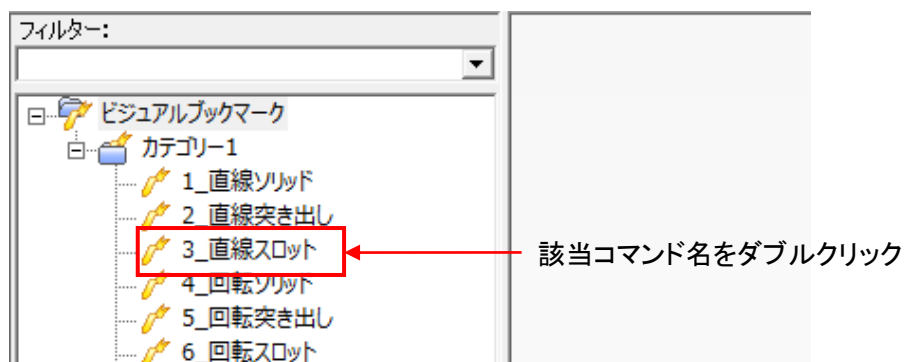 フィルター:
ビジュアルブックマーク
カテゴリー1
1_直線ソリッド
2_直線突き出し
3_直線スロット
該当コマンド名をダブルクリック
4_回転ソリッド
5_回転突き出し
6_回転スロット